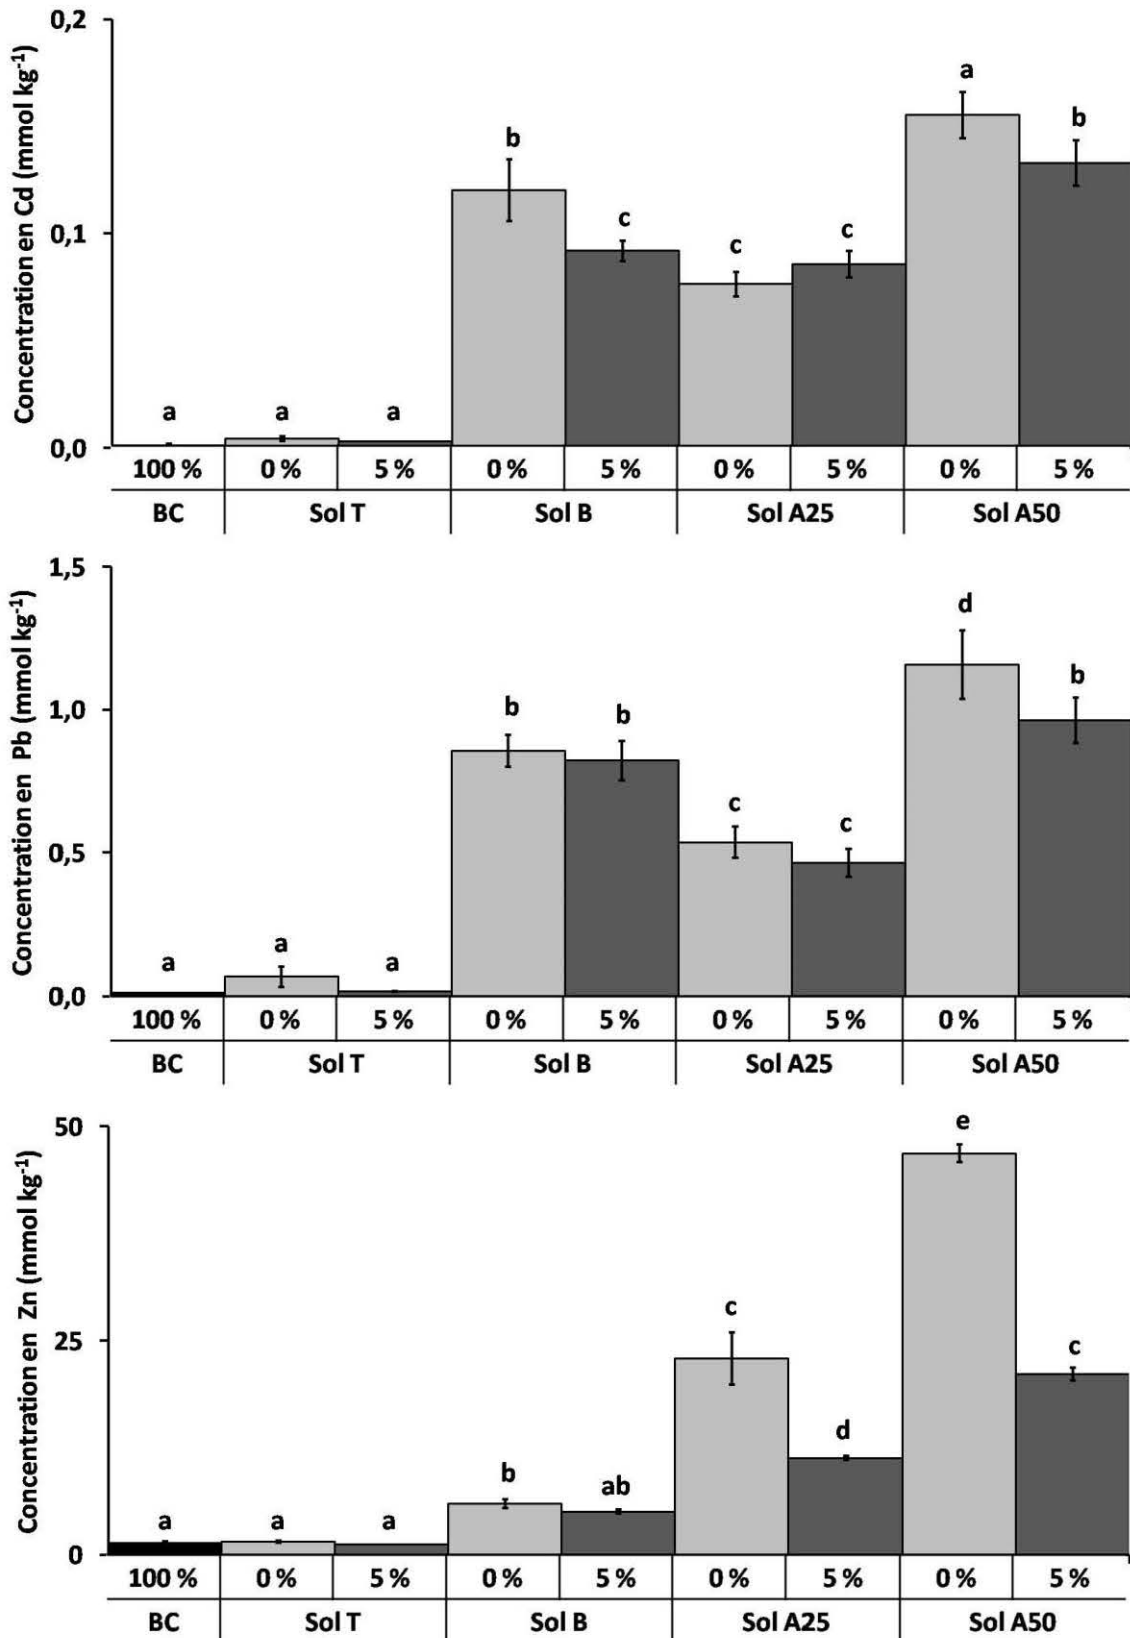 Concentration en Cd (mmol kg⁻¹)
0,2
0,1
0,0
a a a b c c c a b
100 % 0 % 5 % 0 % 5 % 0 % 5 % 0 % 5 %
BC Sol T Sol B Sol A25 Sol A50
Concentration en Pb (mmol kg⁻¹)
1,5
1,0
0,5
0,0
a a a b b c c d b
100 % 0 % 5 % 0 % 5 % 0 % 5 % 0 % 5 %
BC Sol T Sol B Sol A25 Sol A50
Concentration en Zn (mmol kg⁻¹)
50
25
0
a a a b ab c d e c
100 % 0 % 5 % 0 % 5 % 0 % 5 % 0 % 5 %
BC Sol T Sol B Sol A25 Sol A50